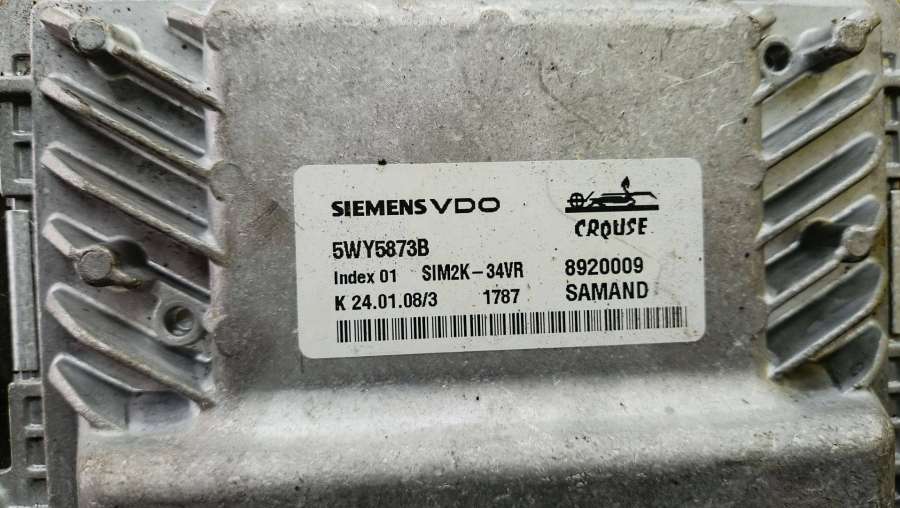 SIEMENS VDO
CROUSE
5WY5873B
Index 01 SIM2K-34VR 8920009
K 24.01.08/3 1787 SAMAND